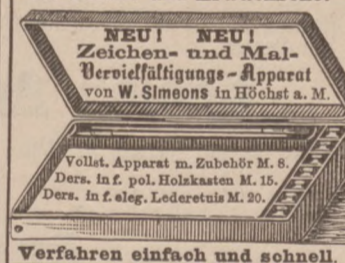 NEU! NEU!
Zeichen- und Mal-
Vervielfältigungs-Apparat
von W. Simeons in Höchst a. M.
Vollst. Apparat m. Zubehör M. 8.
Ders. in f. pol. Holzkasten M. 15.
Ders. in f. eleg. Lederetuis M. 20.
Verfahren einfach und schnell.